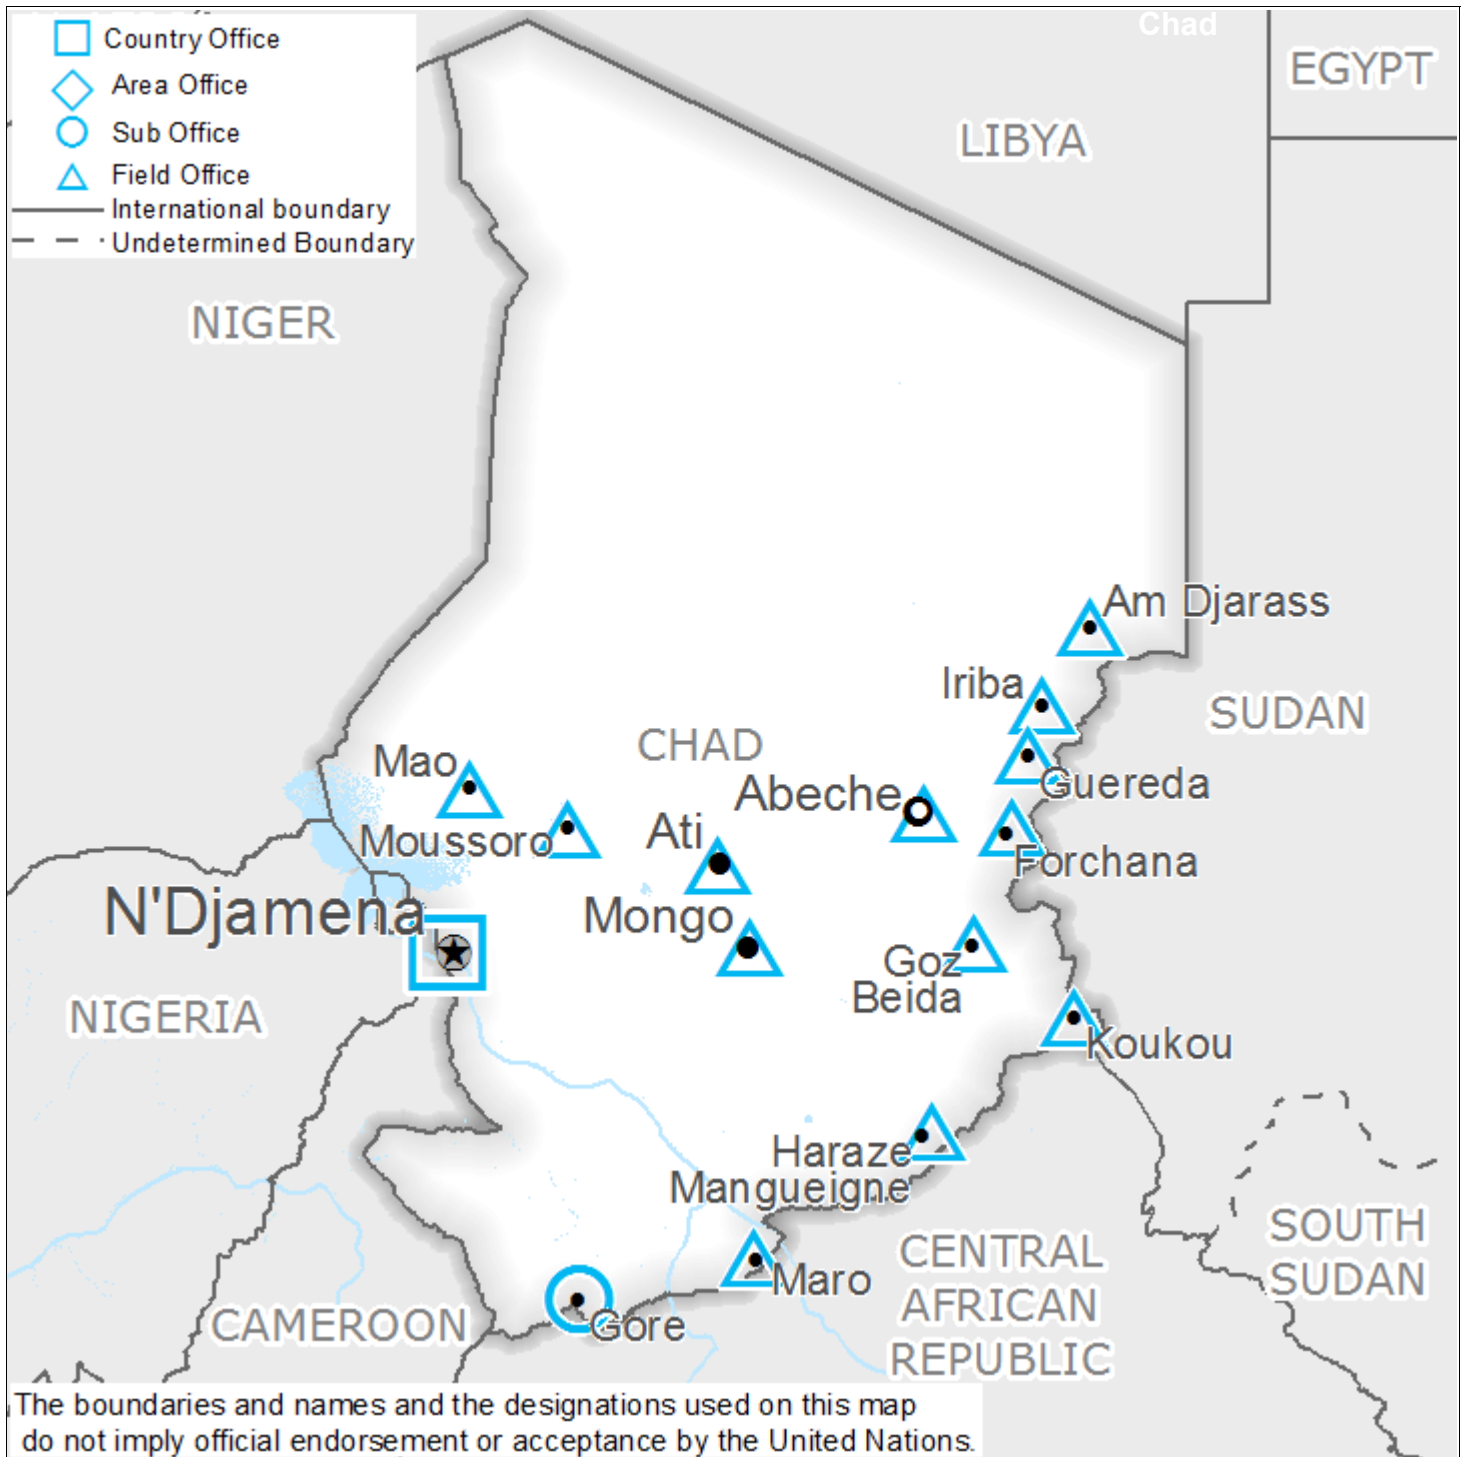 Chad
Country Office
Area Office
Sub Office
Field Office
International boundary
Undetermined Boundary
EGYPT
LIBYA
NIGER
Am Djarass
Iriba
SUDAN
CHAD
Mao
Guereda
Abeche
Moussoro
Ati
Forchana
N'Djamena
Mongo
Goz
Beida
NIGERIA
Koukou
Haraze
Mangueigne
SOUTH
SUDAN
CENTRAL
AFRICAN
REPUBLIC
Maro
CAMEROON
Gore
The boundaries and names and the designations used on this map
do not imply official endorsement or acceptance by the United Nations.